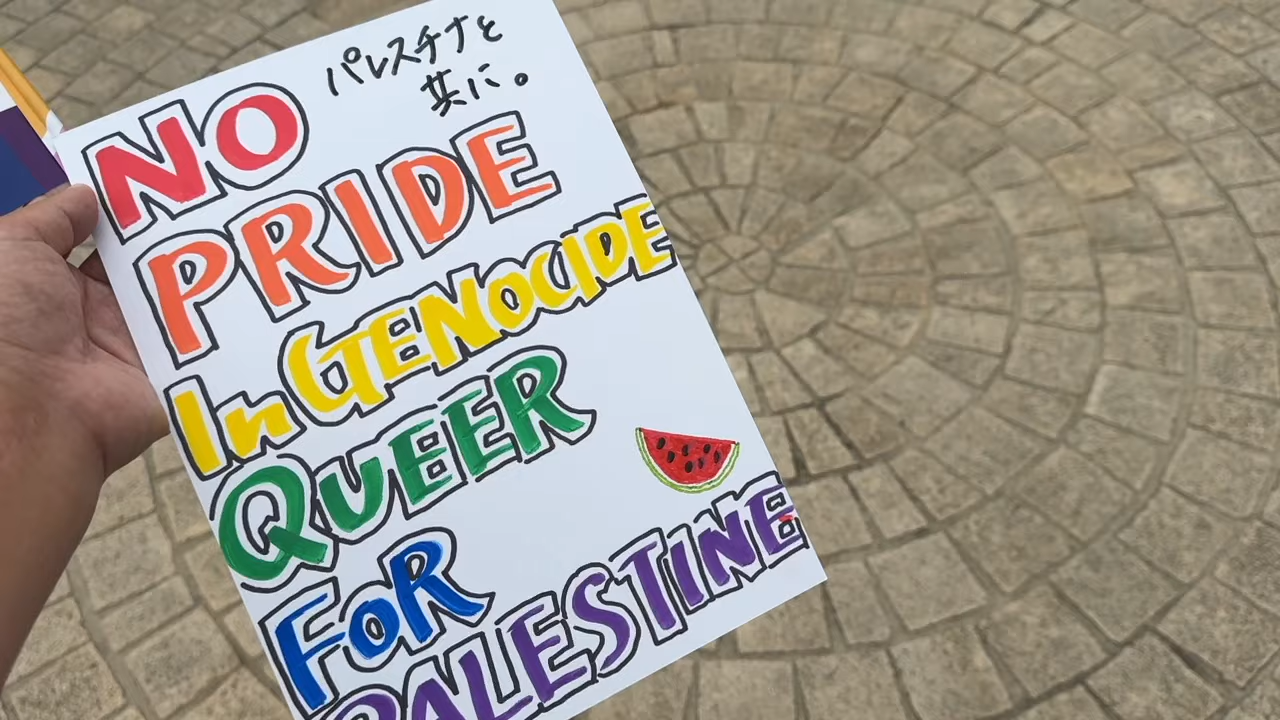 パレスチナと
共に。
NO
PRIDE
In GENOCIDE
QUEER
FOR
PALESTINE